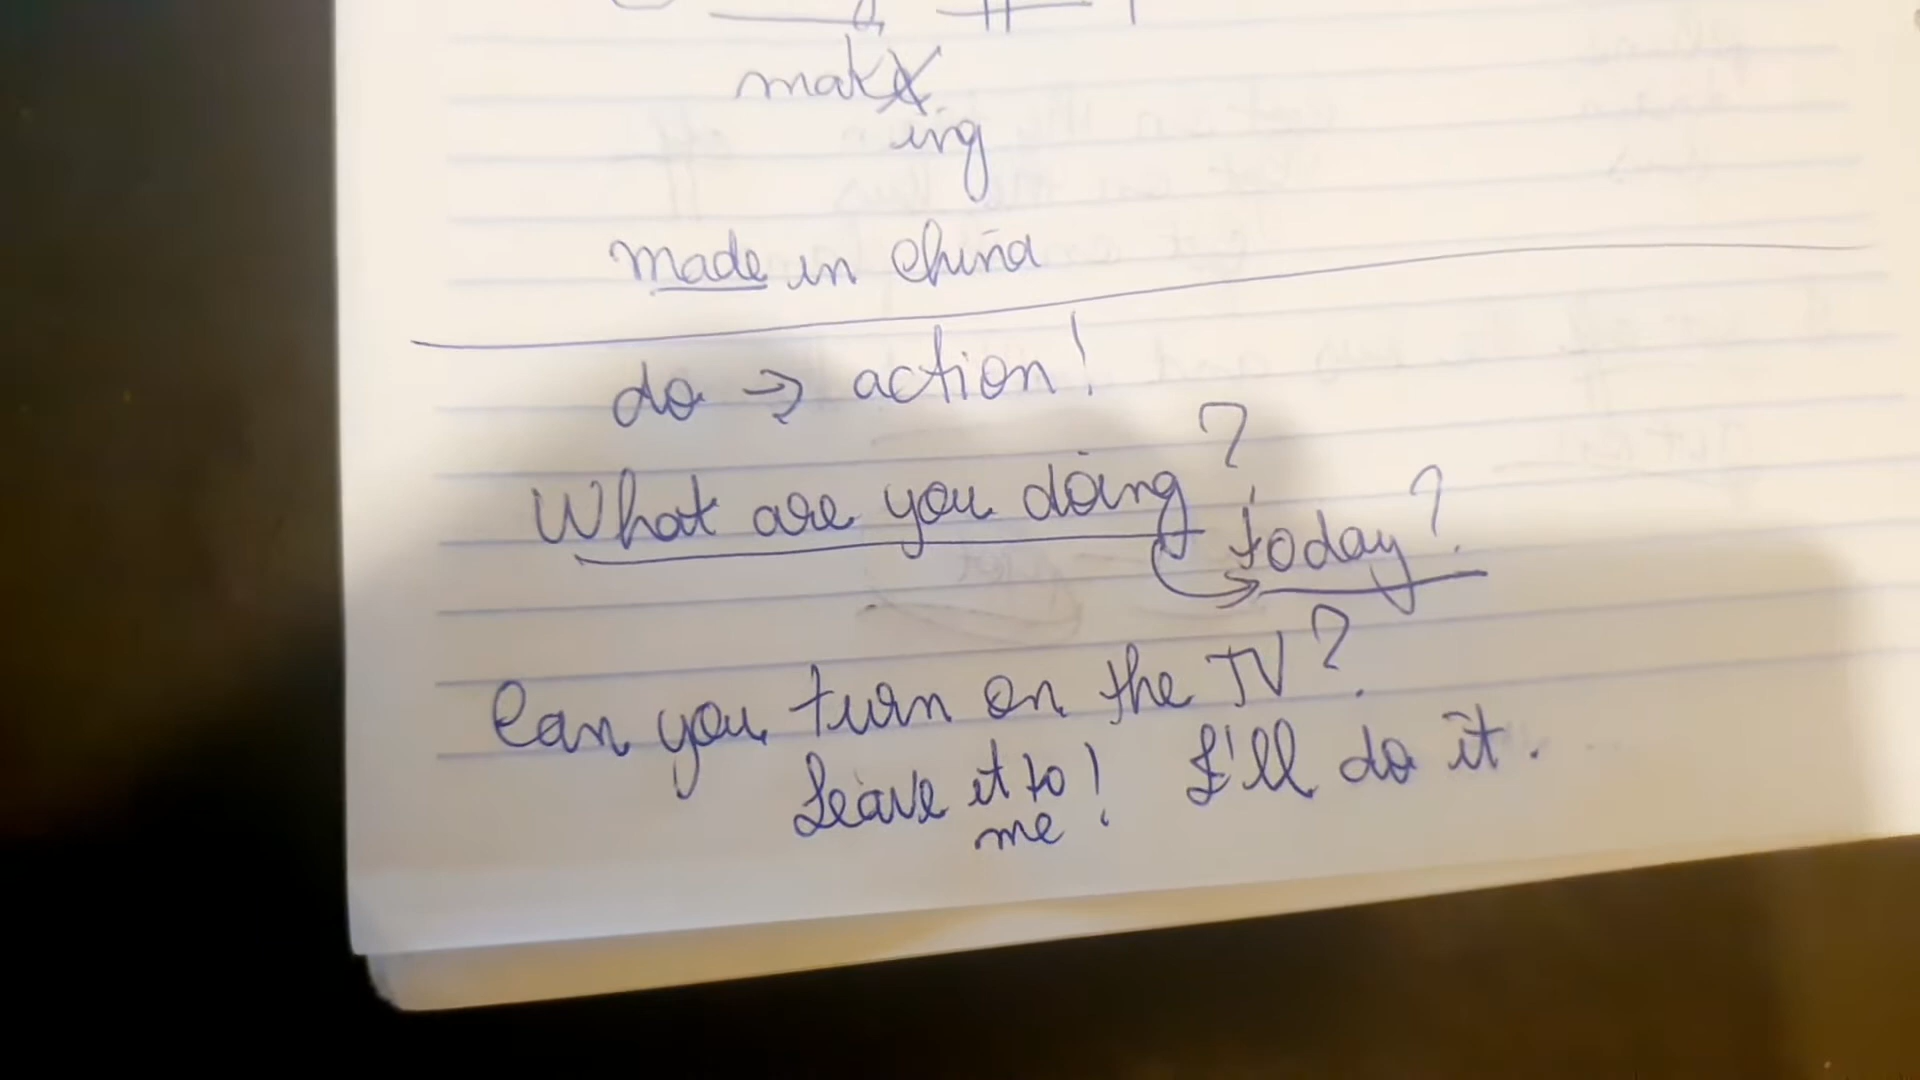 make
ing
made in China
do → action!
What are you doing?
today?
Can you turn on the TV?
Leave it to me! I'll do it.